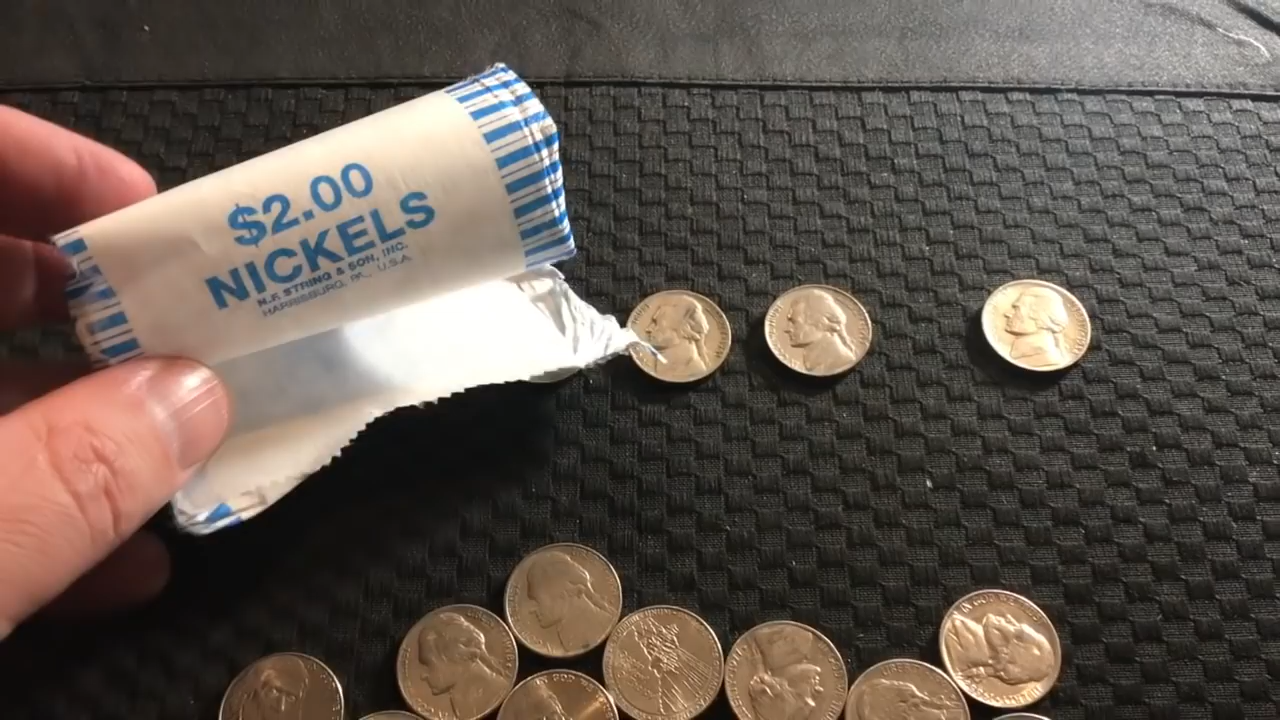 $2.00
NICKELS
N.F. STRING & SON, INC.
HARRISBURG, PA., U.S.A.